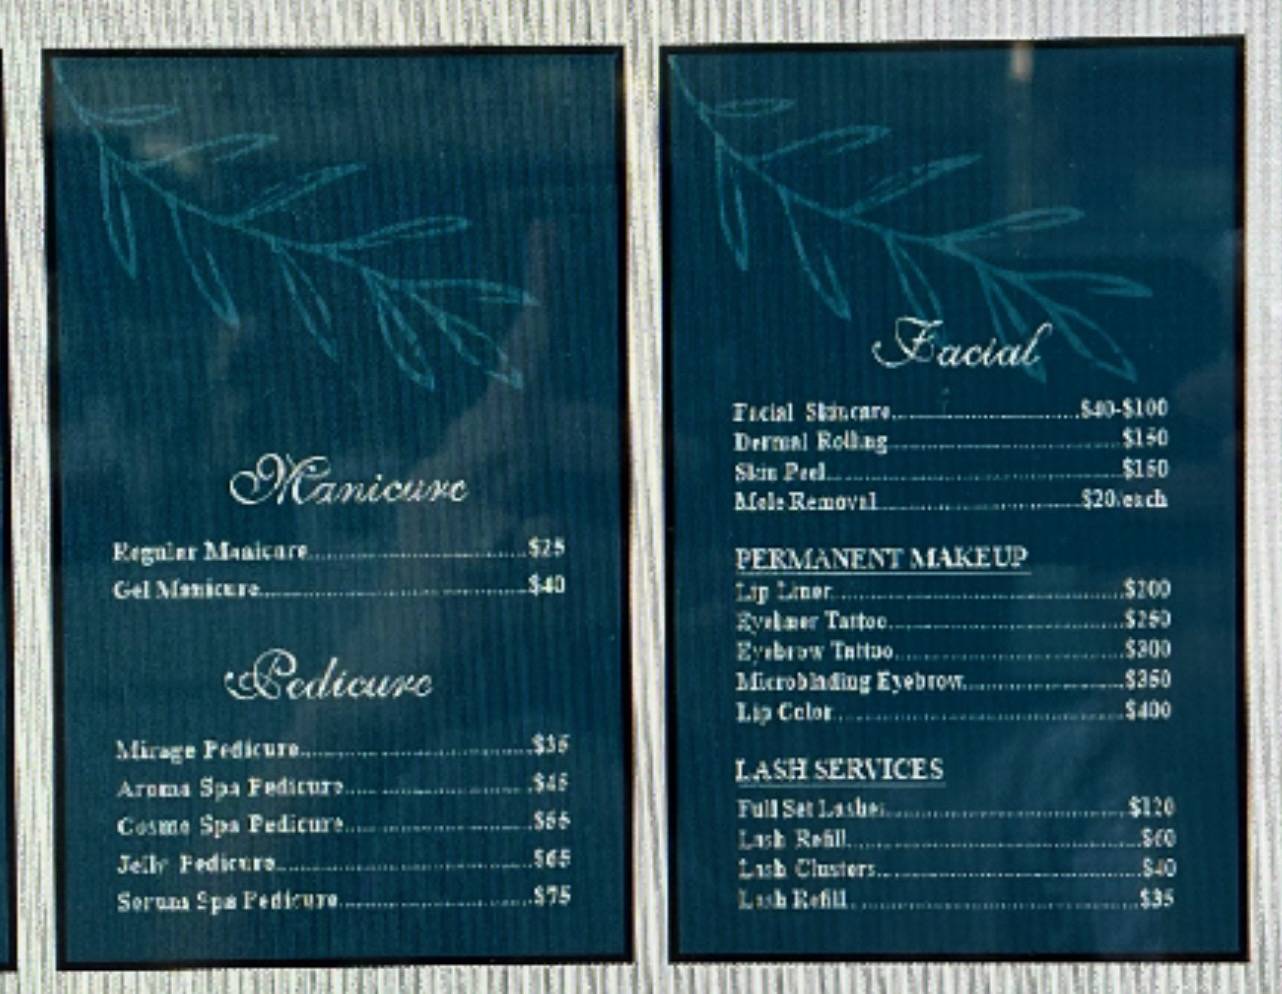 Manicure
Regular Manicure........................$25
Gel Manicure........................$40
Pedicure
Mirage Pedicure........................$35
Aroma Spa Pedicure........................$45
Cosmo Spa Pedicure........................$55
Jelly Pedicure........................$65
Serum Spa Pedicure........................$75
Facial
Facial Skincare........................$40-$100
Dermal Rolling........................$150
Skin Peel........................$150
Mole Removal........................$20/each
PERMANENT MAKEUP
Lip Liner........................$200
Eyeliner Tattoo........................$250
Eyebrow Tattoo........................$300
Microblading Eyebrow........................$350
Lip Color........................$400
LASH SERVICES
Full Set Lashes........................$120
Lash Refill........................$60
Lash Clusters........................$40
Lash Refill........................$35